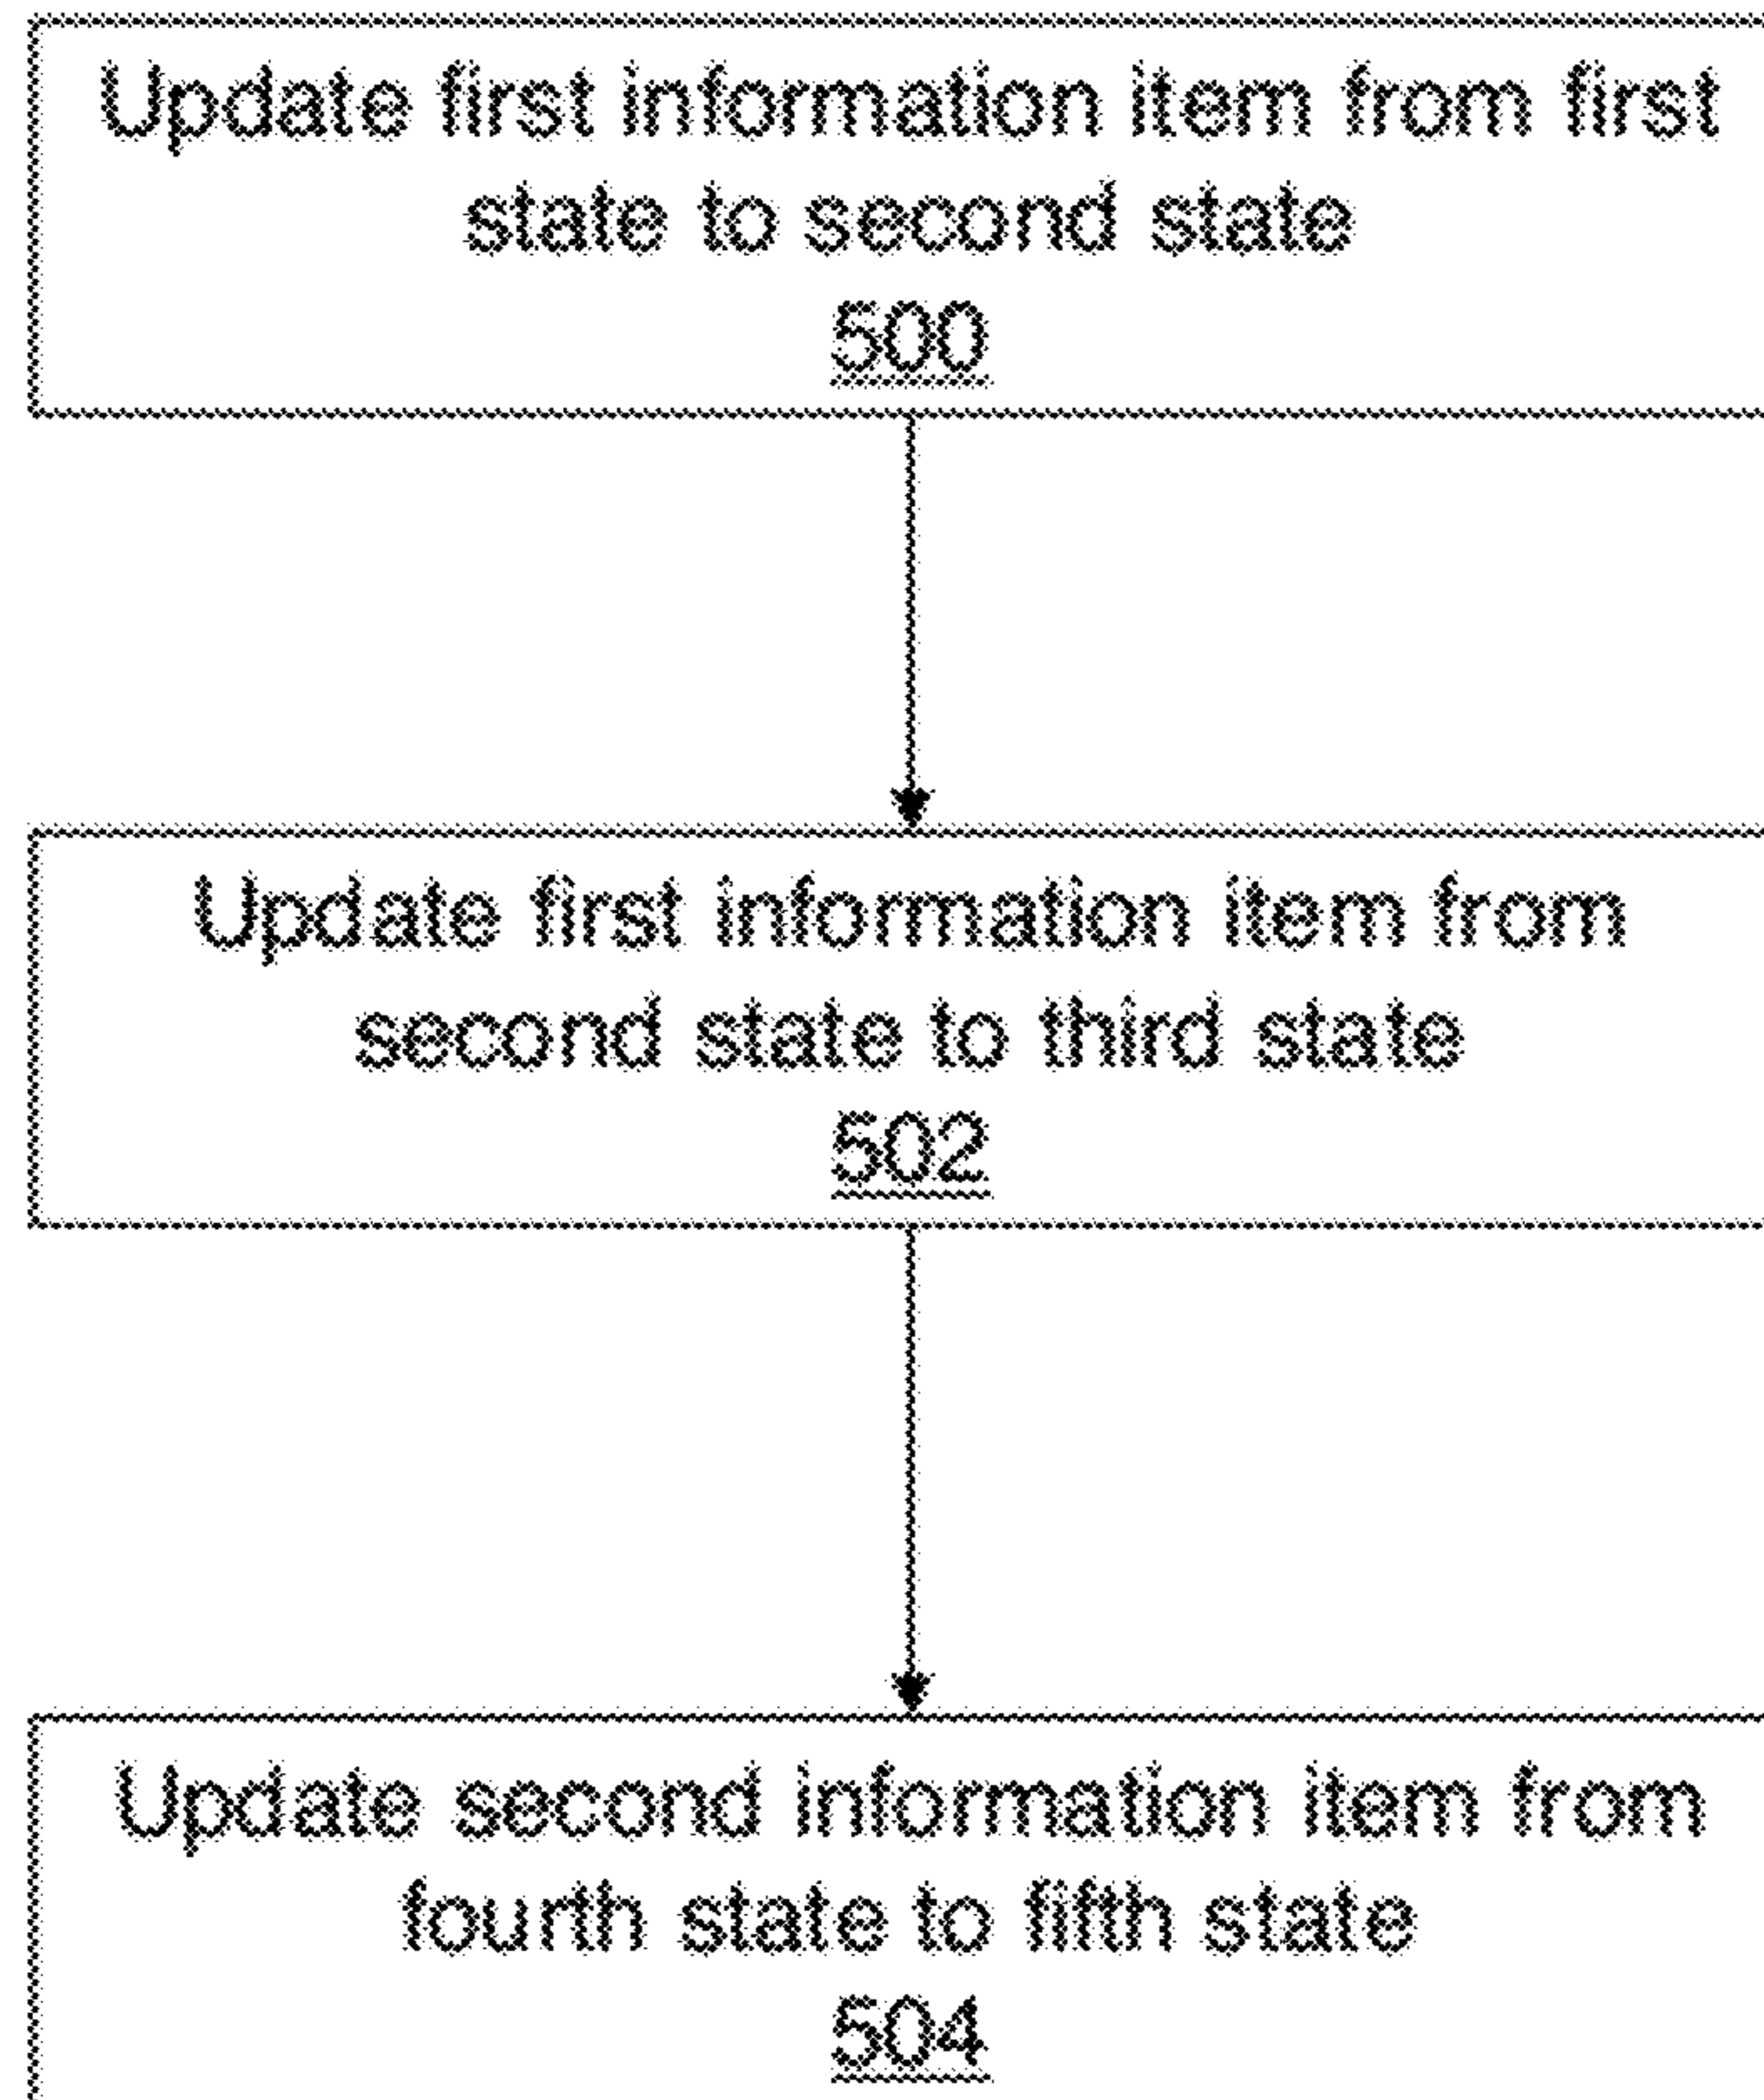 Update first information item from first
state to second state
500
Update first information item from
second state to third state
502
Update second information item from
fourth state to fifth state
504